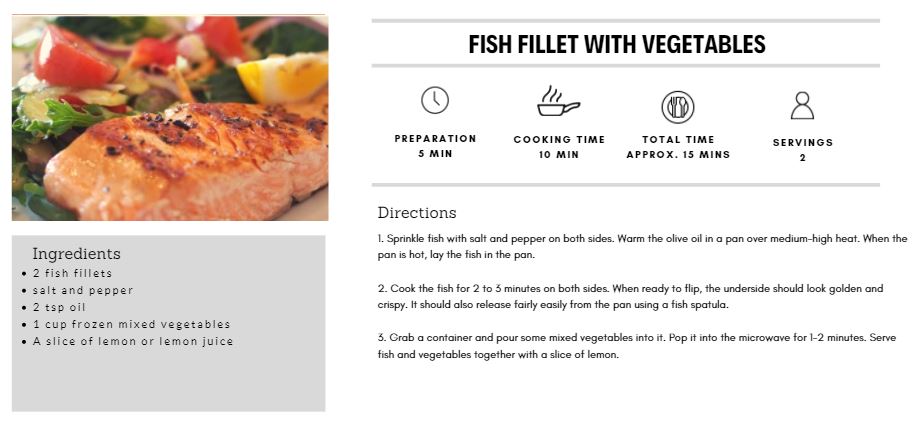 FISH FILLET WITH VEGETABLES
PREPARATION
5 MIN
COOKING TIME
10 MIN
TOTAL TIME
APPROX. 15 MINS
SERVINGS
2
Ingredients
• 2 fish fillets
• salt and pepper
• 2 tsp oil
• 1 cup frozen mixed vegetables
• A slice of lemon or lemon juice
Directions
1. Sprinkle fish with salt and pepper on both sides. Warm the olive oil in a pan over medium-high heat. When the
pan is hot, lay the fish in the pan.
2. Cook the fish for 2 to 3 minutes on both sides. When ready to flip, the underside should look golden and
crispy. It should also release fairly easily from the pan using a fish spatula.
3. Grab a container and pour some mixed vegetables into it. Pop it into the microwave for 1-2 minutes. Serve
fish and vegetables together with a slice of lemon.